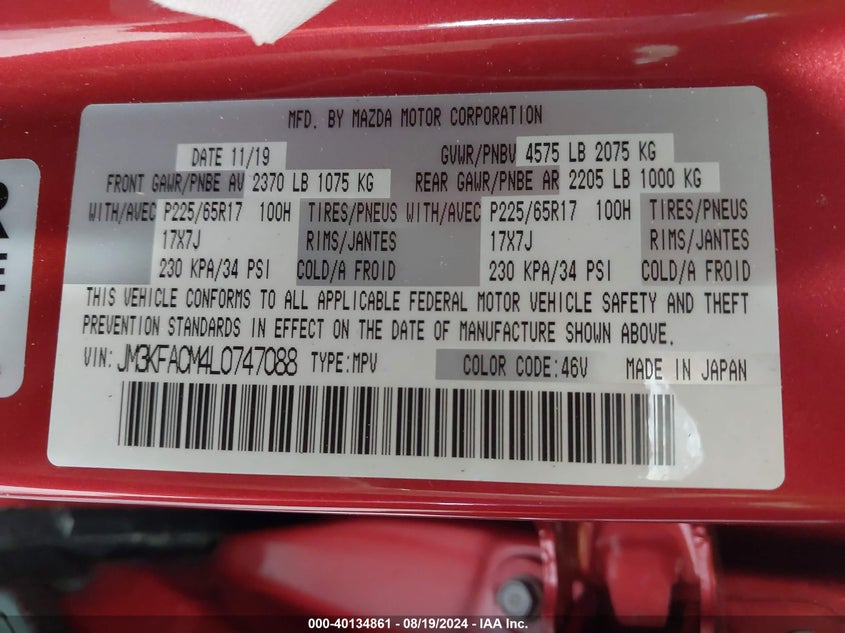 MFD. BY MAZDA MOTOR CORPORATION
DATE 11/19 GVWR/PNBV 4575 LB 2075 KG
FRONT GAWR/PNBE AV 2370 LB 1075 KG REAR GAWR/PNBE AR 2205 LB 1000 KG
WITH/AVEC P225/65R17 100H TIRES/PNEUS WITH/AVEC P225/65R17 100H TIRES/PNEUS
17X7J RIMS/JANTES 17X7J RIMS/JANTES
230 KPA/34 PSI COLD/A FROID 230 KPA/34 PSI COLD/A FROID
THIS VEHICLE CONFORMS TO ALL APPLICABLE FEDERAL MOTOR VEHICLE SAFETY AND THEFT
PREVENTION STANDARDS IN EFFECT ON THE DATE OF MANUFACTURE SHOWN ABOVE.
VIN: JM3KFACM4L0747088 TYPE:MPV COLOR CODE:46V MADE IN JAPAN
R
E
000-40134861 - 08/19/2024 - IAA Inc.